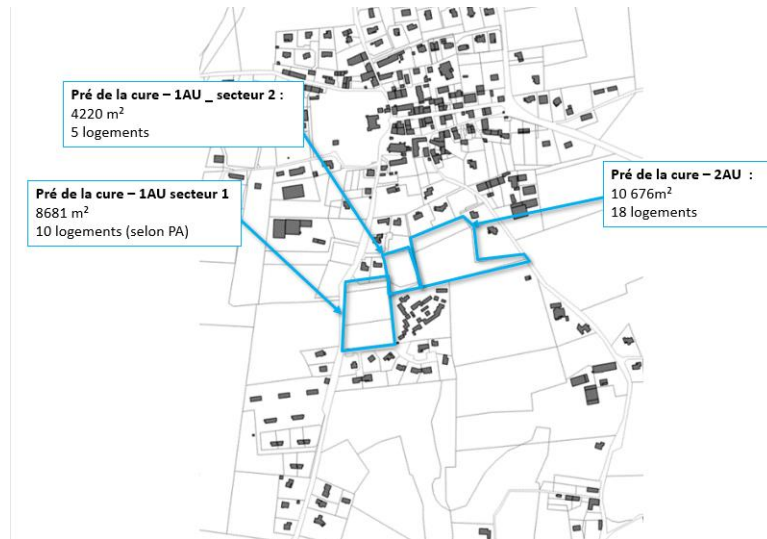 Pré de la cure – 1AU _ secteur 2 :
4220 m²
5 logements
Pré de la cure – 1AU secteur 1
8681 m²
10 logements (selon PA)
Pré de la cure – 2AU :
10 676m²
18 logements